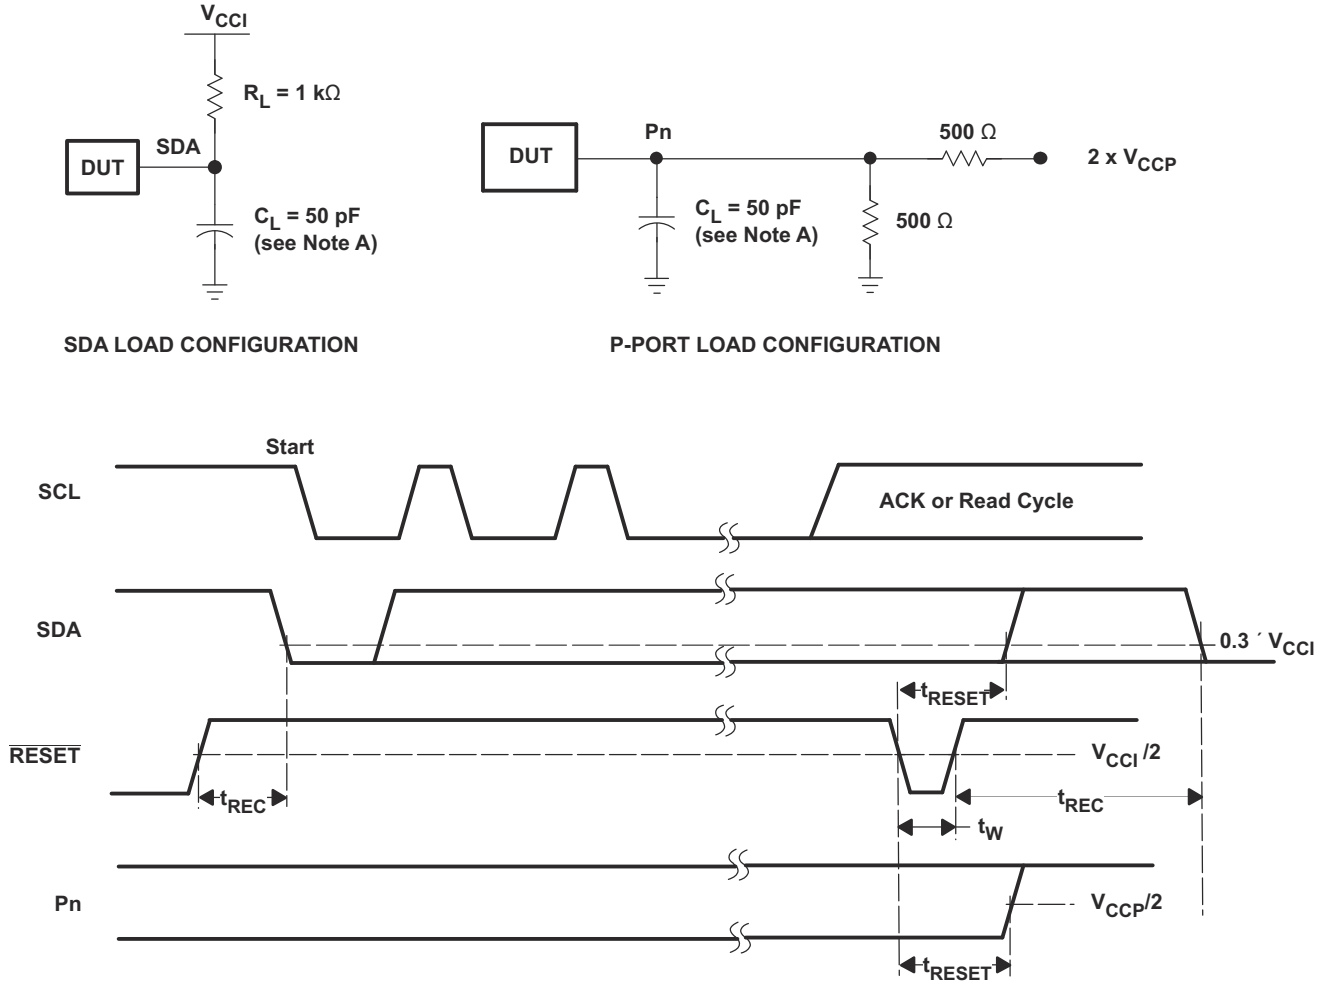 VCCI
RL = 1 kΩ
DUT
SDA
CL = 50 pF
(see Note A)
SDA LOAD CONFIGURATION
DUT
Pn
500 Ω
2 x VCCP
CL = 50 pF
(see Note A)
500 Ω
P-PORT LOAD CONFIGURATION
Start
SCL
ACK or Read Cycle
SDA
0.3 ´ VCCI
tRESET
RESET
VCCI /2
tREC
tREC
tW
Pn
VCCP/2
tRESET